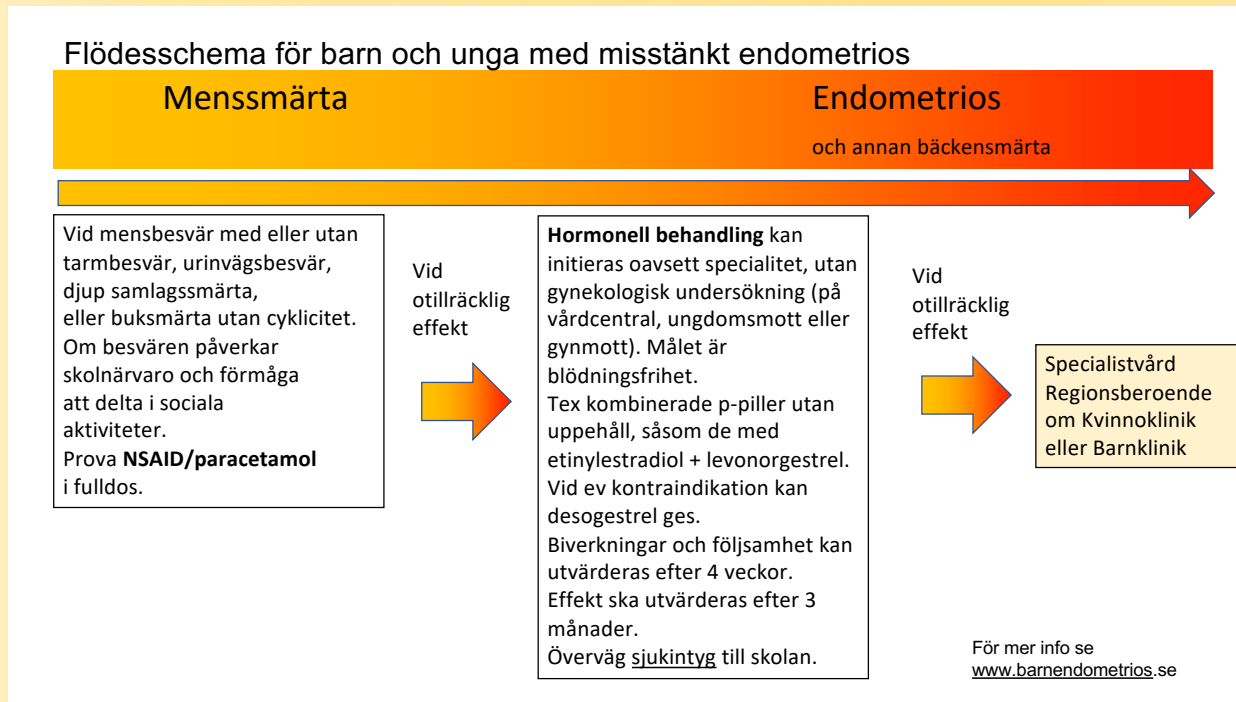 Flödesschema för barn och unga med misstänkt endometrios
Menssmärta
Endometrios
och annan bäckensmärta
Vid mensbesvär med eller utan
tarmbesvär, urinvägsbesvär,
djup samlagssmärta,
eller buksmärta utan cyklicitet.
Om besvären påverkar
skolnärvaro och förmåga
att delta i sociala
aktiviteter.
Prova NSAID/paracetamol
i fulldos.
Vid
otillräcklig
effekt
Hormonell behandling kan
initieras oavsett specialitet, utan
gynekologisk undersökning (på
vårdcentral, ungdomsmott eller
gynmott). Målet är
blödningsfrihet.
Tex kombinerade p-piller utan
uppehåll, såsom de med
etinylestradiol + levonorgestrel.
Vid ev kontraindikation kan
desogestrel ges.
Biverkningar och följsamhet kan
utvärderas efter 4 veckor.
Effekt ska utvärderas efter 3
månader.
Överväg sjukintyg till skolan.
Vid
otillräcklig
effekt
Specialistvård
Regionsberoende
om Kvinnoklinik
eller Barnklinik
För mer info se
www.barnendometrios.se